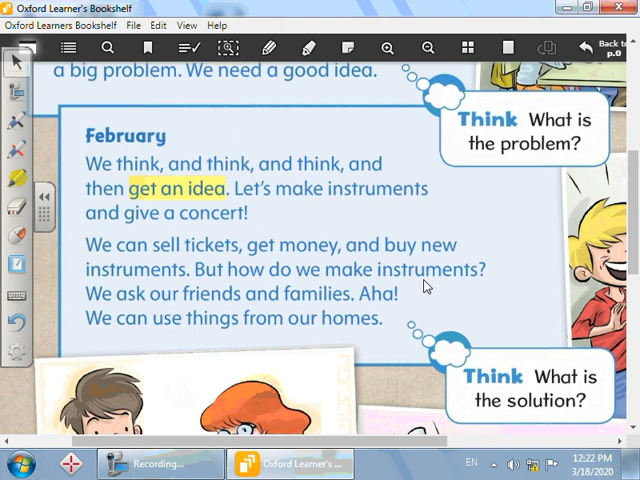 Oxford Learner's Bookshelf
Oxford Learners Bookshelf File Edit View Help
Back to
p.0
a big problem. We need a good idea.
Think What is
the problem?
February
We think, and think, and think, and
then get an idea. Let's make instruments
and give a concert!
We can sell tickets, get money, and buy new
instruments. But how do we make instruments?
We ask our friends and families. Aha!
We can use things from our homes.
Think What is
the solution?
Recording...
Oxford Learner's ...
EN
12:22 PM
3/18/2020